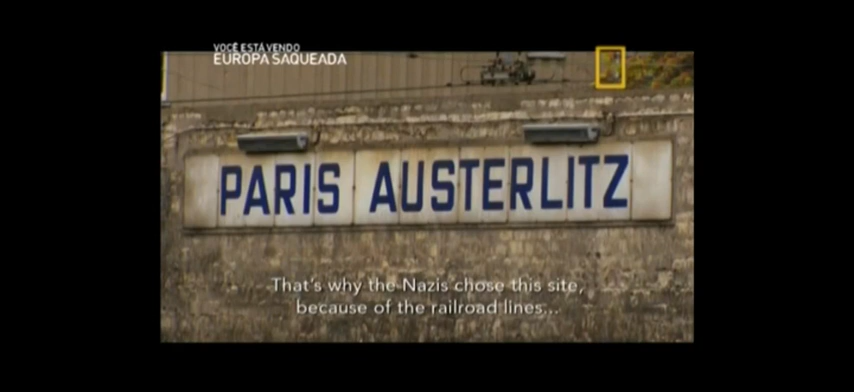 VOCÊ ESTÁ VENDO
EUROPA SAQUEADA
PARIS AUSTERLITZ
That's why the Nazis chose this site,
because of the railroad lines...